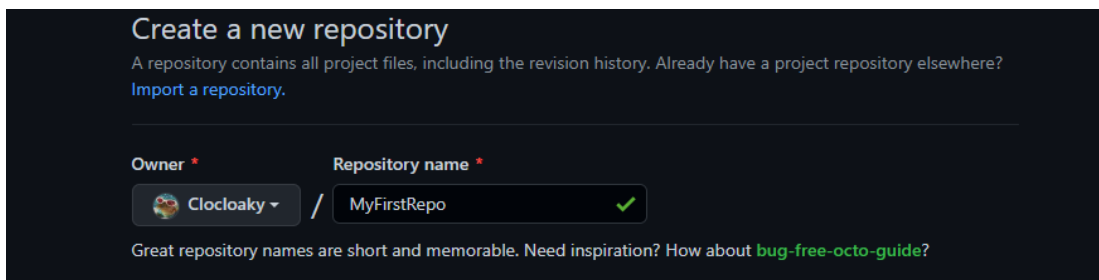 Create a new repository
A repository contains all project files, including the revision history. Already have a project repository elsewhere?
Import a repository.
Owner * Repository name *
Clocloaky / MyFirstRepo
Great repository names are short and memorable. Need inspiration? How about bug-free-octo-guide?